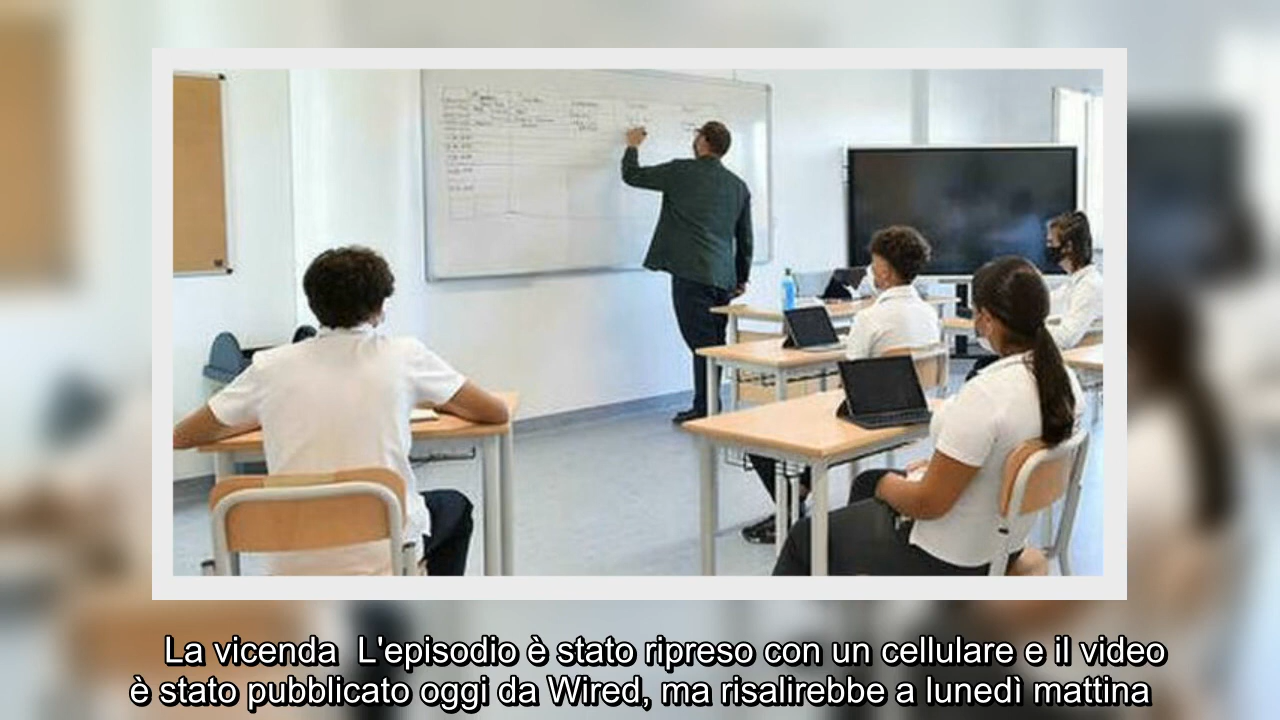 La vicenda  L'episodio è stato ripreso con un cellulare e il video
è stato pubblicato oggi da Wired, ma risalirebbe a lunedì mattina